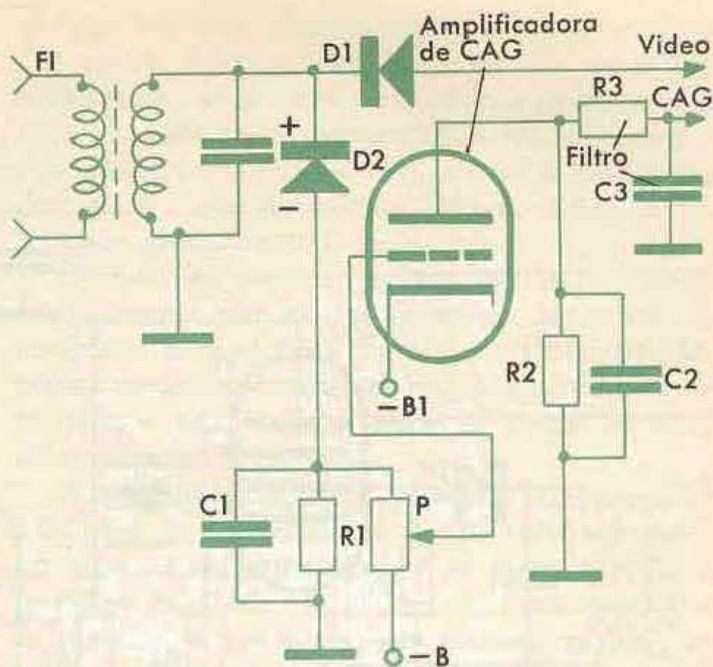 Amplificadora
de CAG
FI
D1
Video
R3
CAG
+
D2
-
Filtro
C3
-B1
R2
C2
C1
R1
P
-B